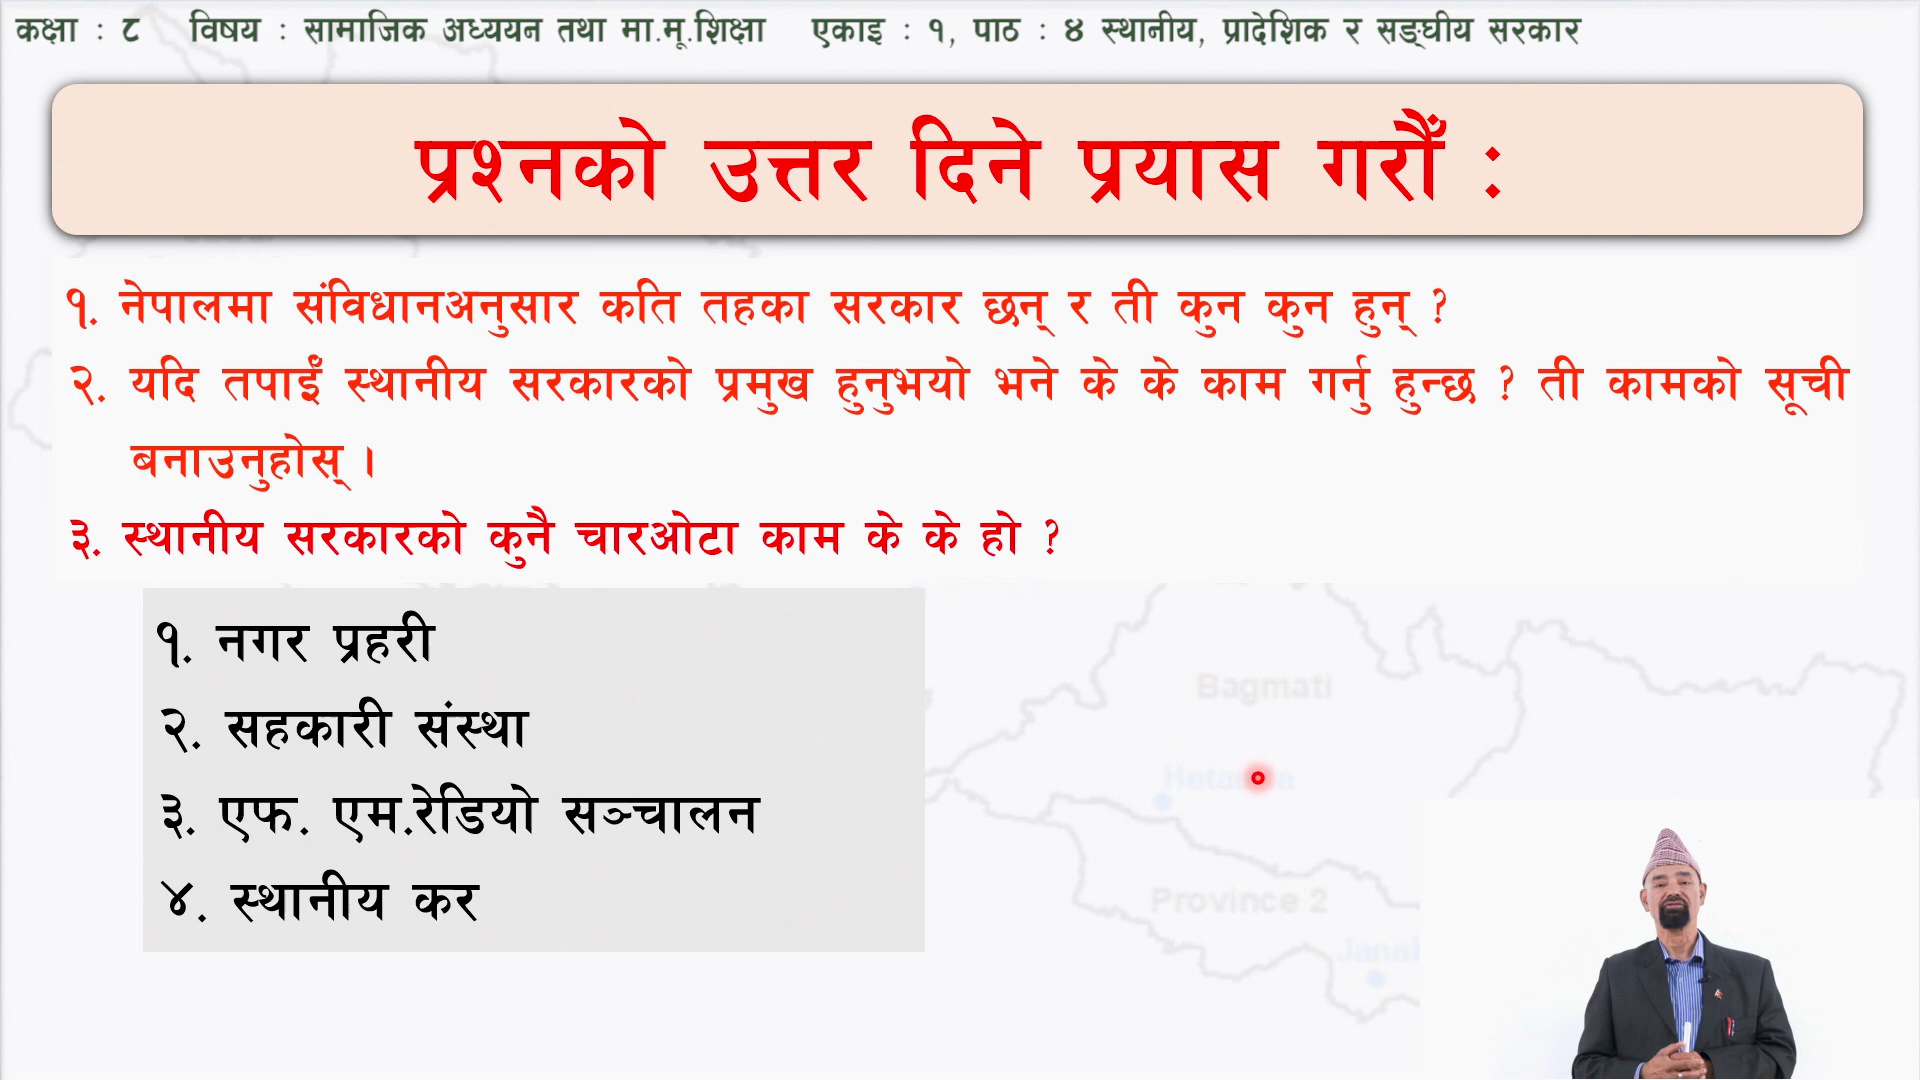 कक्षा : ८ विषय : सामाजिक अध्ययन तथा मा.मू.शिक्षा एकाइ : १, पाठ : ४ स्थानीय, प्रादेशिक र सङ्घीय सरकार
प्रश्नको उत्तर दिने प्रयास गरौँ :
१. नेपालमा संविधानअनुसार कति तहका सरकार छन् र ती कुन कुन हुन् ?
२. यदि तपाईँ स्थानीय सरकारको प्रमुख हुनुभयो भने के के काम गर्नु हुन्छ ? ती कामको सूची
बनाउनुहोस् ।
३. स्थानीय सरकारको कुनै चारओटा काम के के हो ?
१. नगर प्रहरी
२. सहकारी संस्था
३. एफ. एम.रेडियो सञ्चालन
४. स्थानीय कर
Bagmati
Province 2